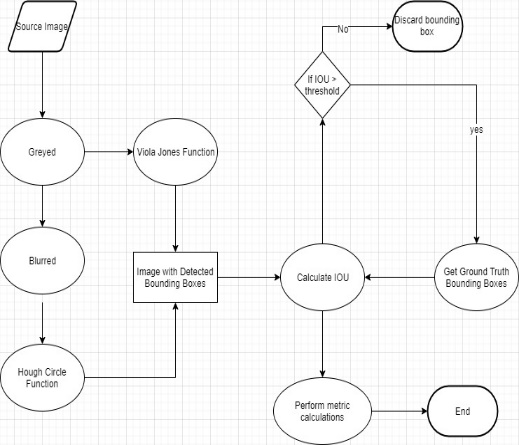 Source Image
No
Discard bounding
box
If IOU >
threshold
yes
Greyed
Viola Jones Function
Blurred
Image with Detected
Bounding Boxes
Calculate IOU
Get Ground Truth
Bounding Boxes
Hough Circle
Function
Perform metric
calculations
End